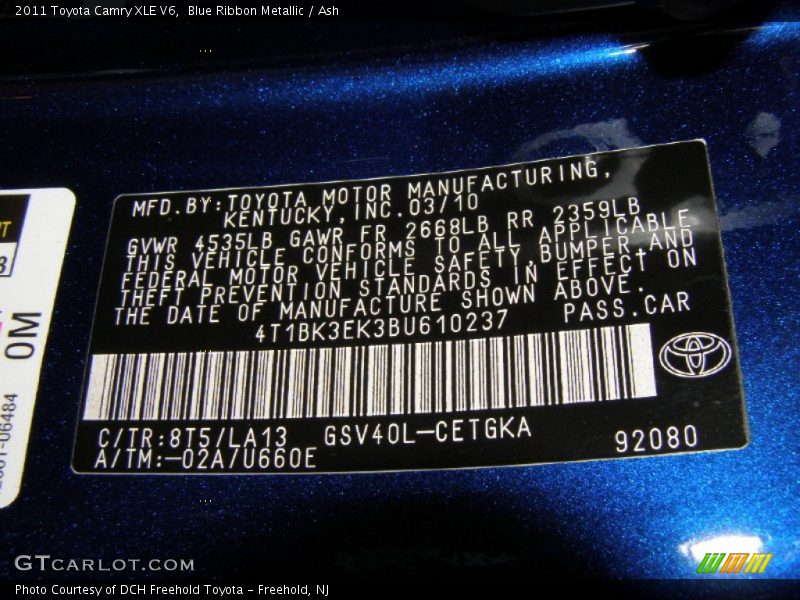 2011 Toyota Camry XLE V6,  Blue Ribbon Metallic / Ash
MFD.BY:TOYOTA MOTOR MANUFACTURING,
KENTUCKY,INC.03/10
GVWR 4535LB GAWR FR 2668LB RR 2359LB
THIS VEHICLE CONFORMS TO ALL APPLICABLE
FEDERAL MOTOR VEHICLE SAFETY,BUMPER,AND
THEFT PREVENTION STANDARDS IN EFFECT ON
THE DATE OF MANUFACTURE SHOWN ABOVE.
4T1BK3EK3BU610237 PASS.CAR
C/TR:8T5/LA13 GSV40L-CETGKA
A/TM:-02A/U660E 92080
0M
-06484
GTCARLOT.COM
Photo Courtesy of DCH Freehold Toyota - Freehold, NJ